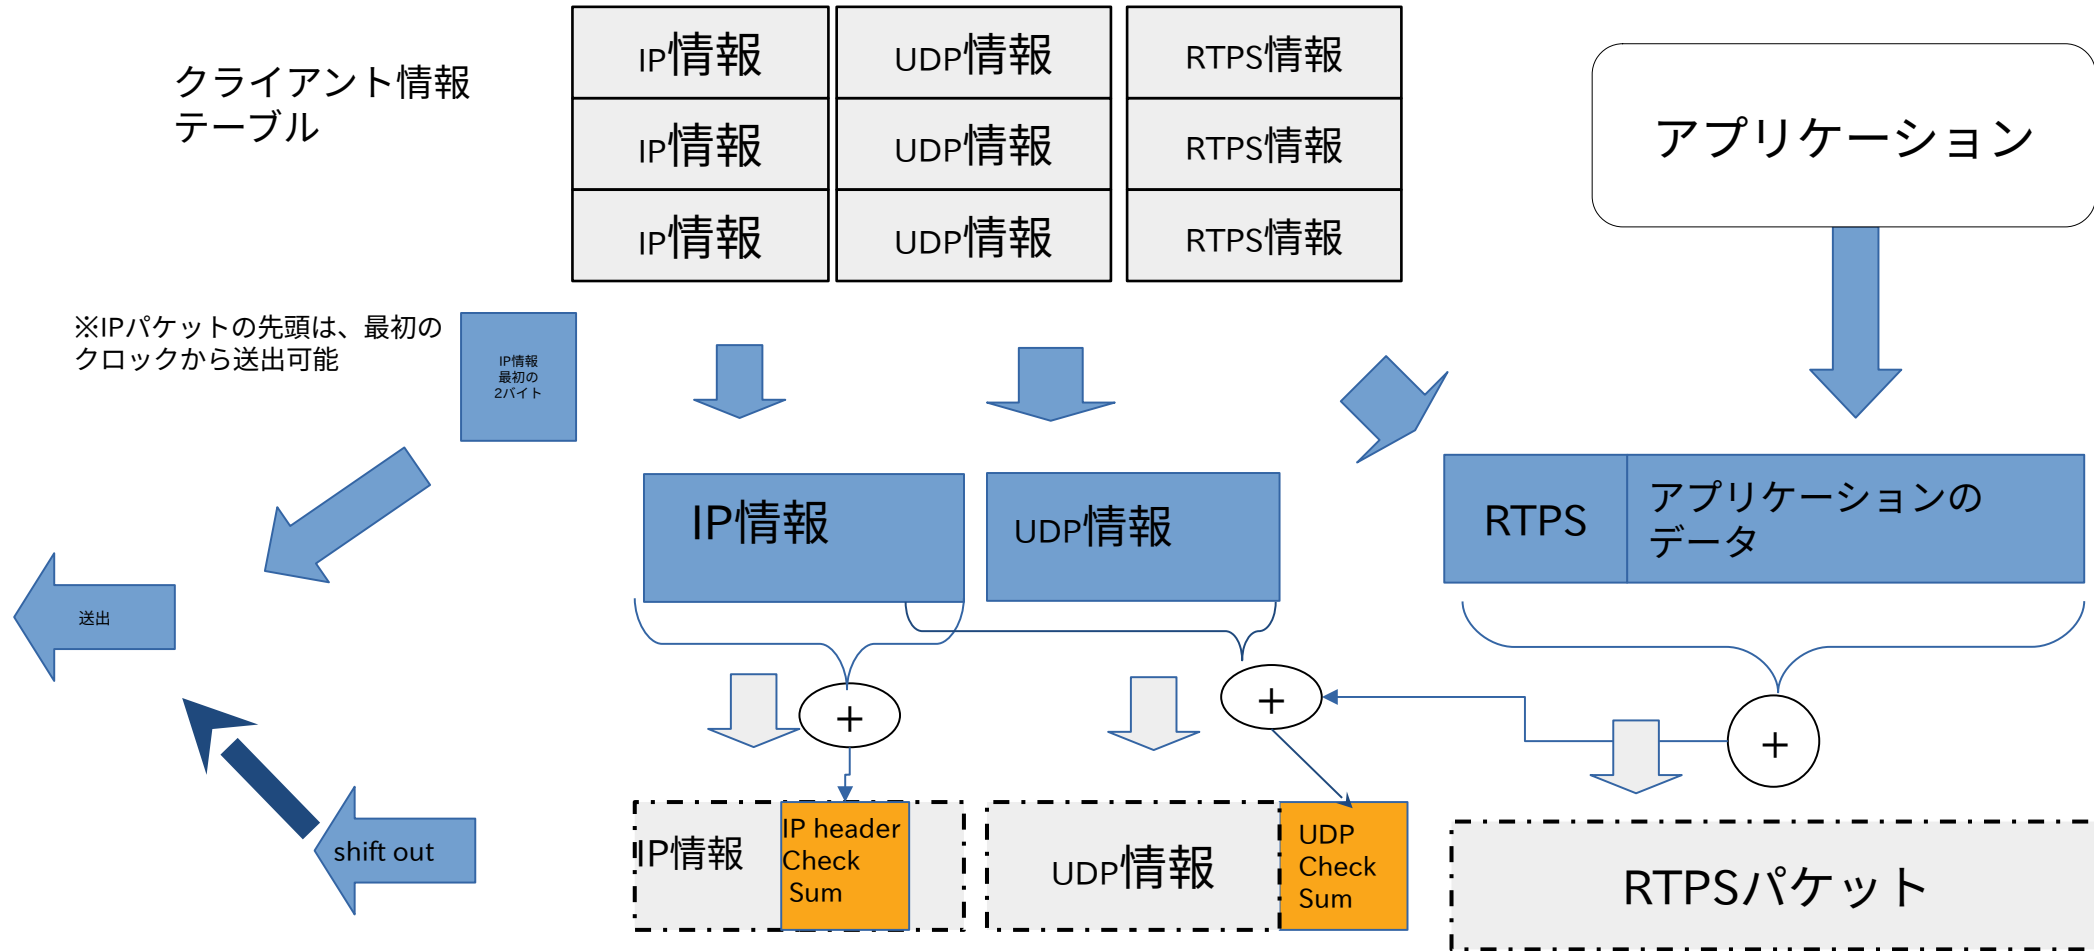 クライアント情報
テーブル
IP情報
UDP情報
RTPS情報
IP情報
UDP情報
RTPS情報
IP情報
UDP情報
RTPS情報
アプリケーション
※IPパケットの先頭は、最初の
クロックから送出可能
IP情報
最初の
2バイト
IP情報
UDP情報
RTPS
アプリケーションの
データ
送出
+
+
+
shift out
IP情報
IP header
Check
Sum
UDP情報
UDP
Check
Sum
RTPSパケット